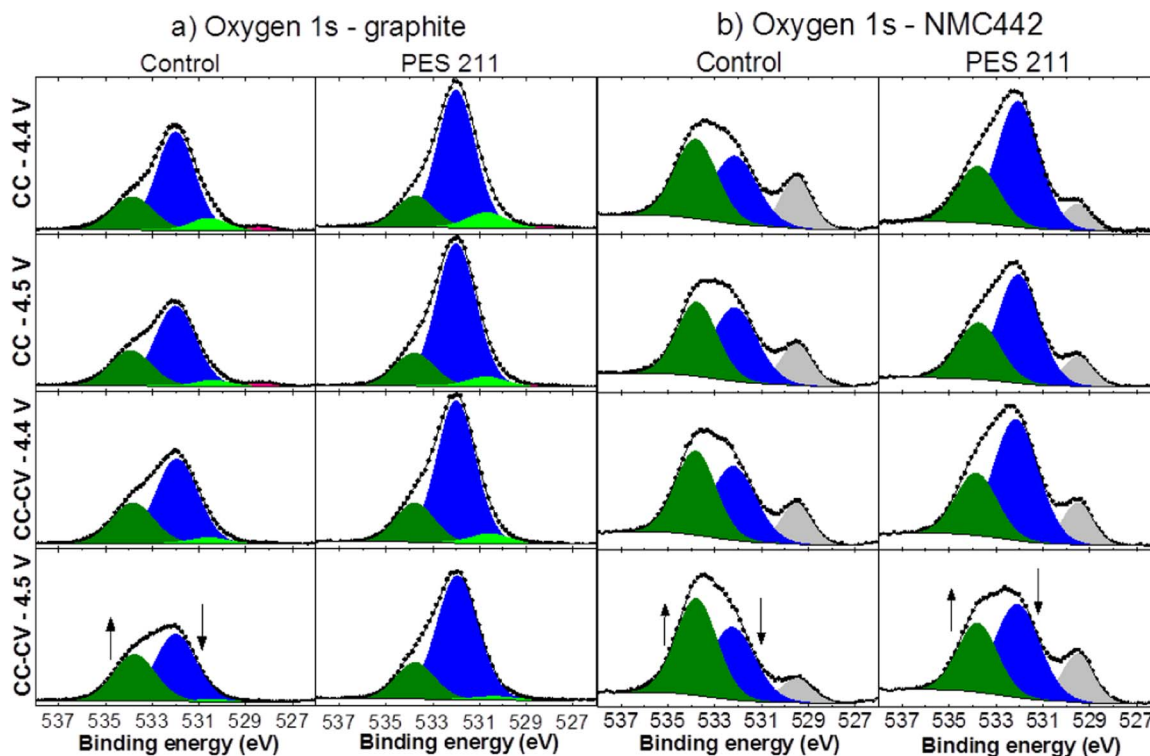 a) Oxygen 1s - graphite
b) Oxygen 1s - NMC442
Control
PES 211
Control
PES 211
CC - 4.4 V
CC - 4.5 V
CC-CV - 4.4 V
CC-CV - 4.5 V
537 535 533 531 529 527
537 535 533 531 529 527
537 535 533 531 529 527
537 535 533 531 529 527
Binding energy (eV)
Binding energy (eV)
Binding energy (eV)
Binding energy (eV)